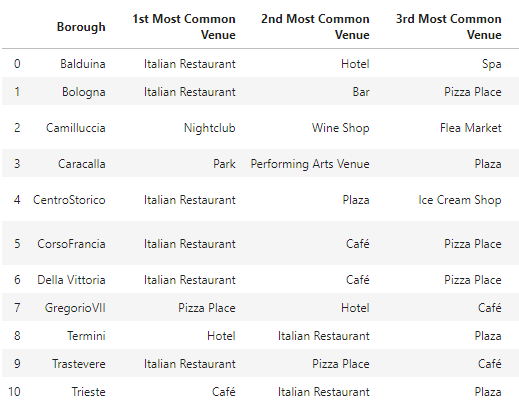 Borough 1st Most Common Venue 2nd Most Common Venue 3rd Most Common Venue
0 Balduina Italian Restaurant Hotel Spa
1 Bologna Italian Restaurant Bar Pizza Place
2 Camilluccia Nightclub Wine Shop Flea Market
3 Caracalla Park Performing Arts Venue Plaza
4 CentroStorico Italian Restaurant Plaza Ice Cream Shop
5 CorsoFrancia Italian Restaurant Café Pizza Place
6 Della Vittoria Italian Restaurant Café Pizza Place
7 GregorioVII Pizza Place Hotel Café
8 Termini Hotel Italian Restaurant Plaza
9 Trastevere Italian Restaurant Pizza Place Café
10 Trieste Café Italian Restaurant Plaza